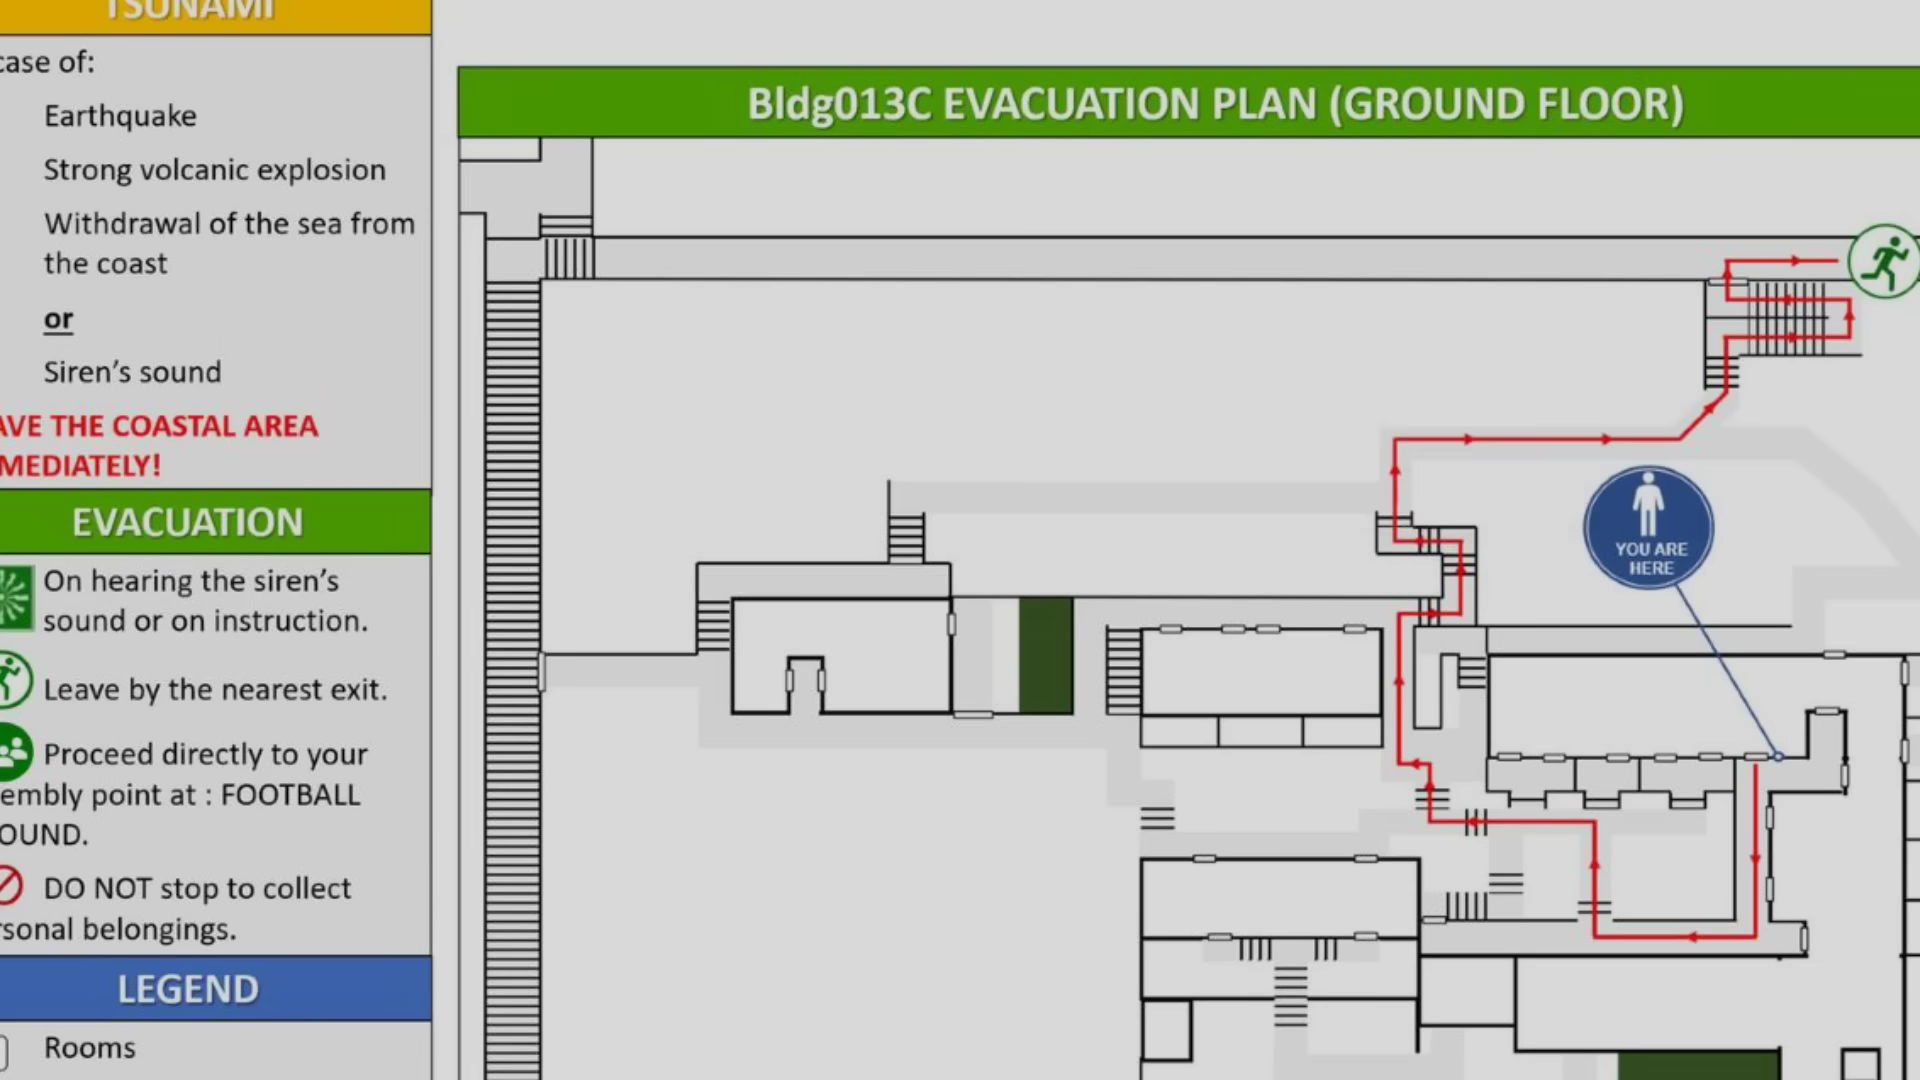 TSUNAMI
case of:
Earthquake
Strong volcanic explosion
Withdrawal of the sea from
the coast
or
Siren's sound
AVE THE COASTAL AREA
MEDIATELY!
EVACUATION
On hearing the siren's
sound or on instruction.
Leave by the nearest exit.
Proceed directly to your
embly point at : FOOTBALL
OUND.
DO NOT stop to collect
rsonal belongings.
LEGEND
Rooms
Bldg013C EVACUATION PLAN (GROUND FLOOR)
YOU ARE
HERE